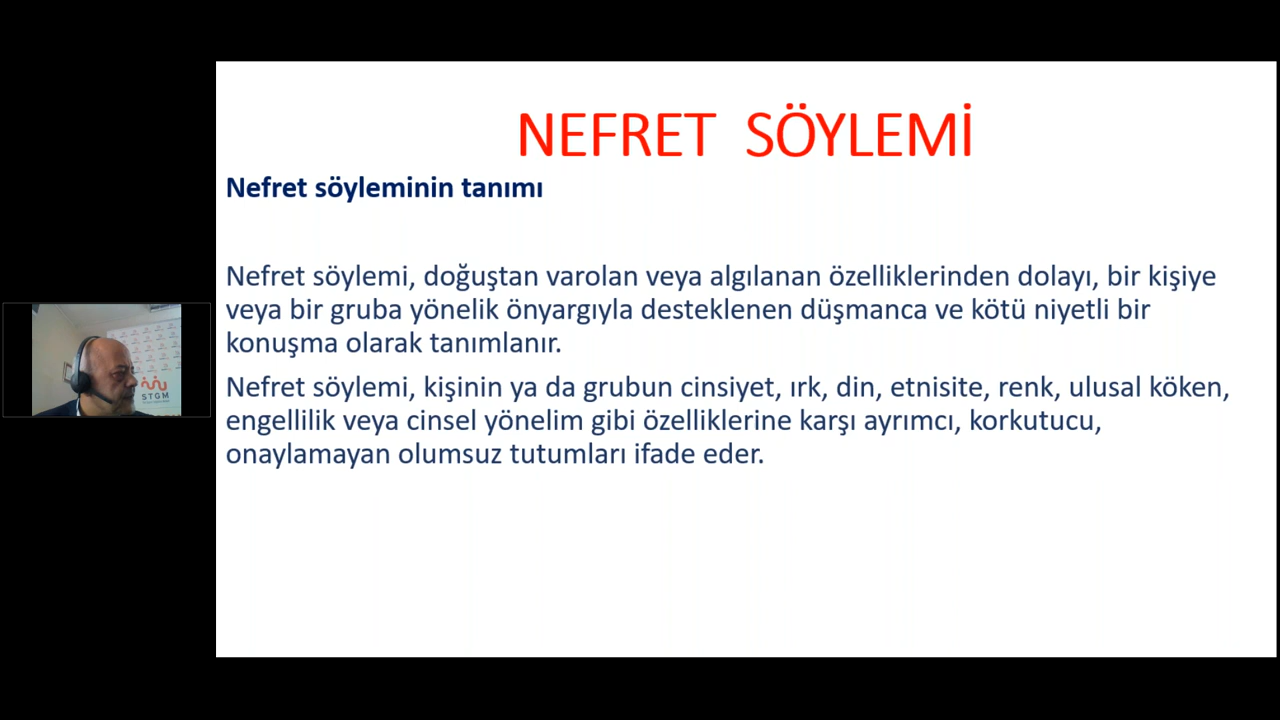 NEFRET SÖYLEMİ
Nefret söyleminin tanımı
Nefret söylemi, doğuştan varolan veya algılanan özelliklerinden dolayı, bir kişiye
veya bir gruba yönelik önyargıyla desteklenen düşmanca ve kötü niyetli bir
konuşma olarak tanımlanır.
Nefret söylemi, kişinin ya da grubun cinsiyet, ırk, din, etnisite, renk, ulusal köken,
engellilik veya cinsel yönelim gibi özelliklerine karşı ayrımcı, korkutucu,
onaylamayan olumsuz tutumları ifade eder.
STGM